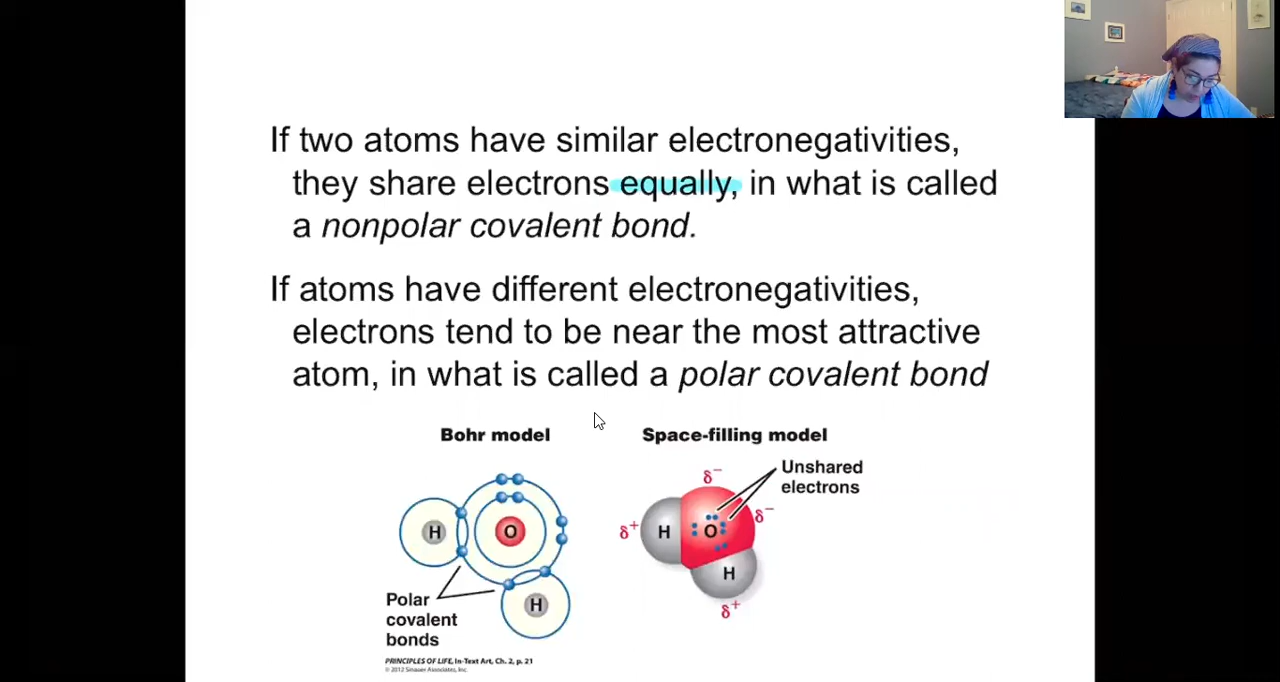 If two atoms have similar electronegativities,
they share electrons equally, in what is called
a nonpolar covalent bond.
If atoms have different electronegativities,
electrons tend to be near the most attractive
atom, in what is called a polar covalent bond
Bohr model
Space-filling model
H
O
H
Polar
covalent
bonds
δ⁻
Unshared
electrons
δ⁻
δ⁺
H
O
H
δ⁺
PRINCIPLES OF LIFE, In-Text Art, Ch. 2, p. 21
© 2012 Sinauer Associates, Inc.